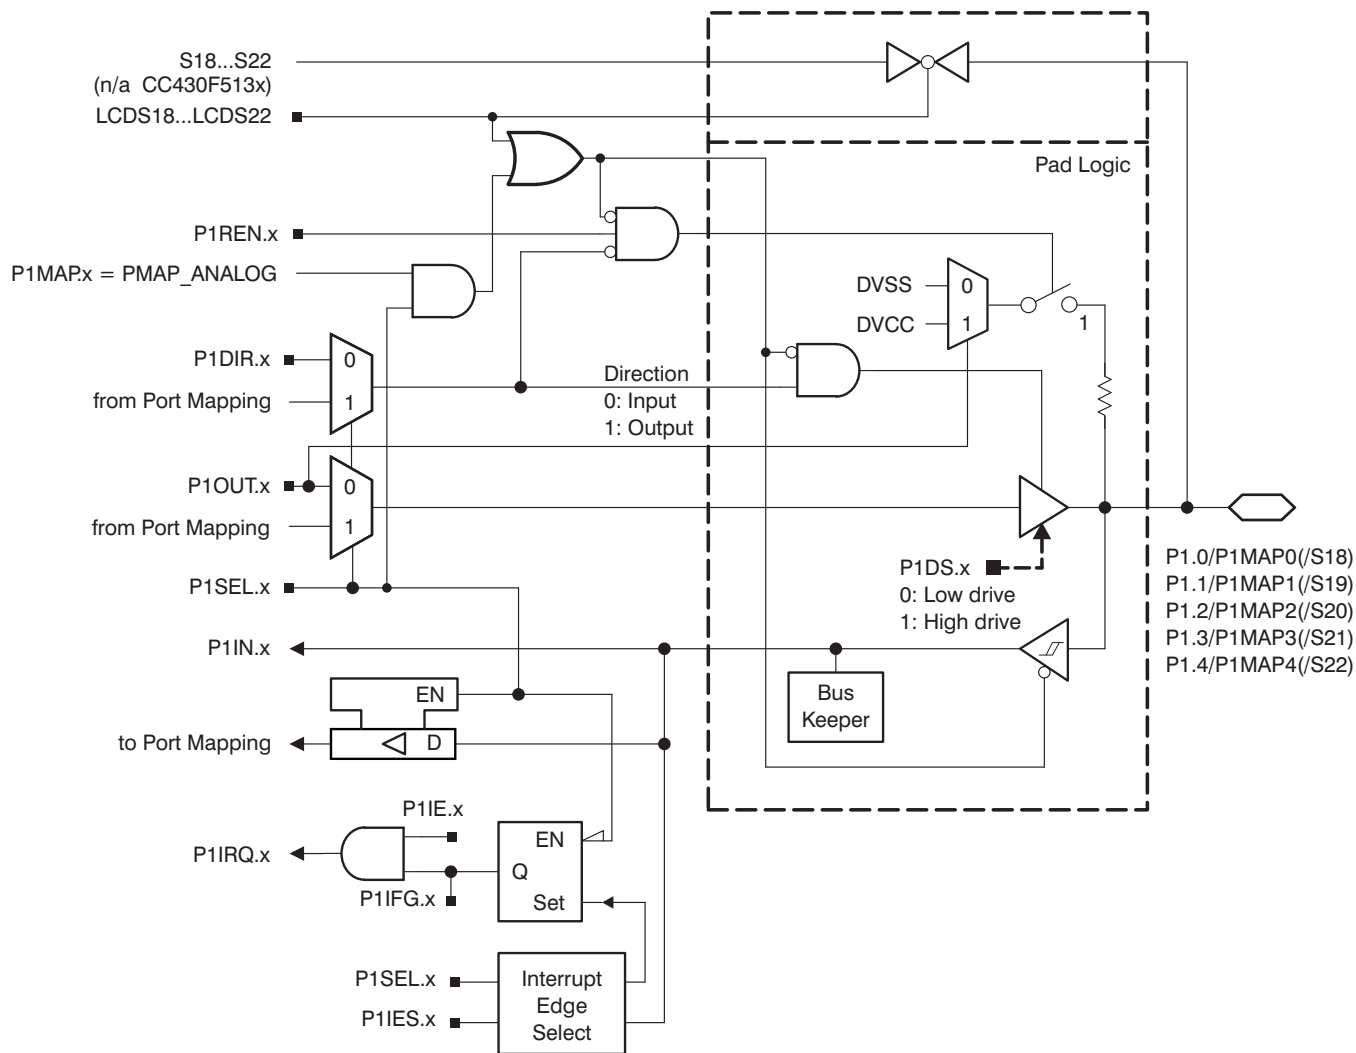 S18...S22
(n/a CC430F513x)
LCDS18...LCDS22
Pad Logic
P1REN.x
P1MAP.x = PMAP_ANALOG
DVSS
0
DVCC
1
1
P1DIR.x
0
from Port Mapping
1
Direction
0: Input
1: Output
P1OUT.x
0
from Port Mapping
1
P1SEL.x
P1DS.x
0: Low drive
1: High drive
P1.0/P1MAP0(/S18)
P1.1/P1MAP1(/S19)
P1.2/P1MAP2(/S20)
P1.3/P1MAP3(/S21)
P1.4/P1MAP4(/S22)
P1IN.x
EN
Bus
Keeper
to Port Mapping
D
P1IE.x
P1IRQ.x
EN
Q
P1IFG.x
Set
P1SEL.x
P1IES.x
Interrupt
Edge
Select